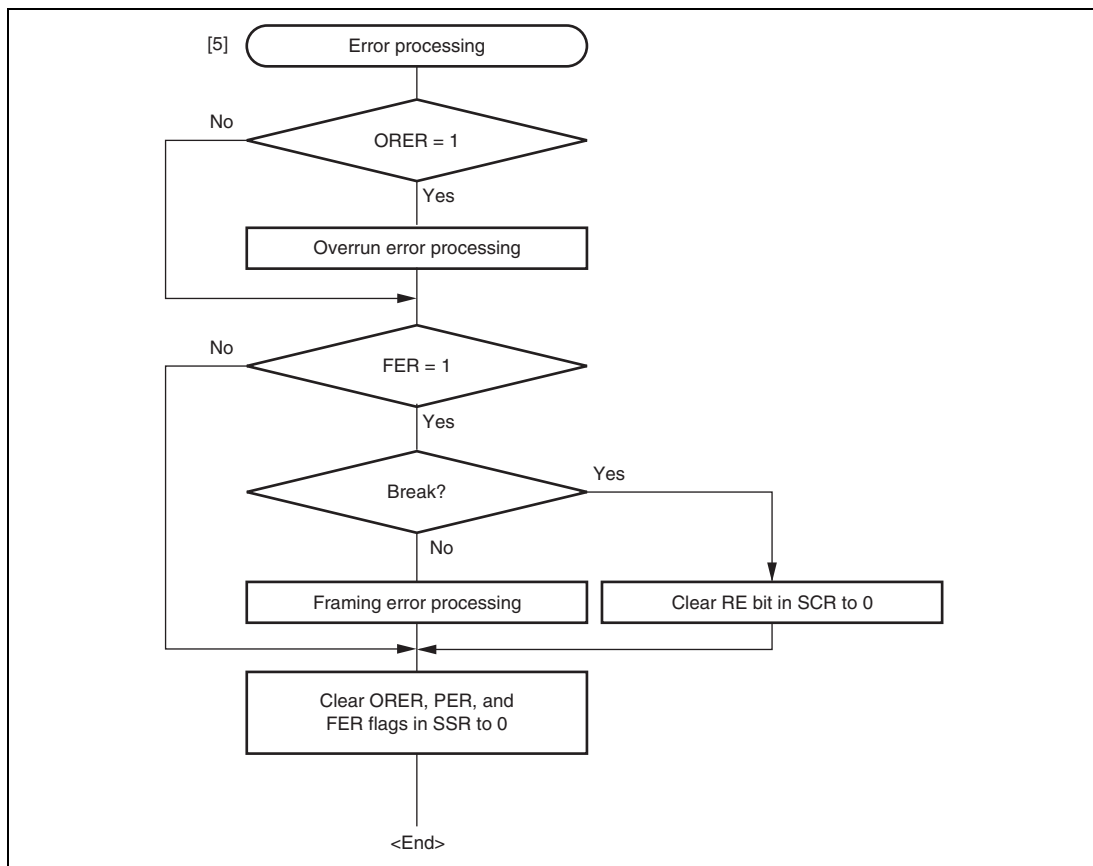 [5]
Error processing
No
ORER = 1
Yes
Overrun error processing
No
FER = 1
Yes
Yes
Break?
No
Framing error processing
Clear RE bit in SCR to 0
Clear ORER, PER, and
FER flags in SSR to 0
<End>